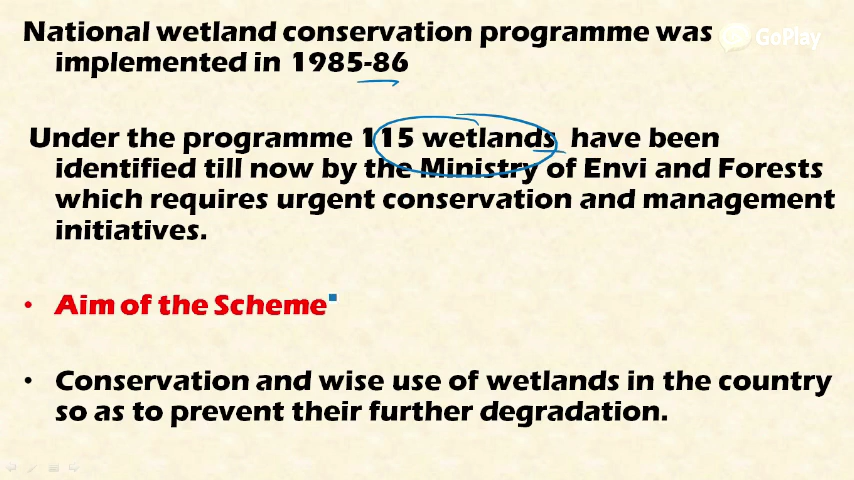 National wetland conservation programme was
implemented in 1985-86
GoPlay
Under the programme 115 wetlands have been
identified till now by the Ministry of Envi and Forests
which requires urgent conservation and management
initiatives.
• Aim of the Scheme
• Conservation and wise use of wetlands in the country
so as to prevent their further degradation.